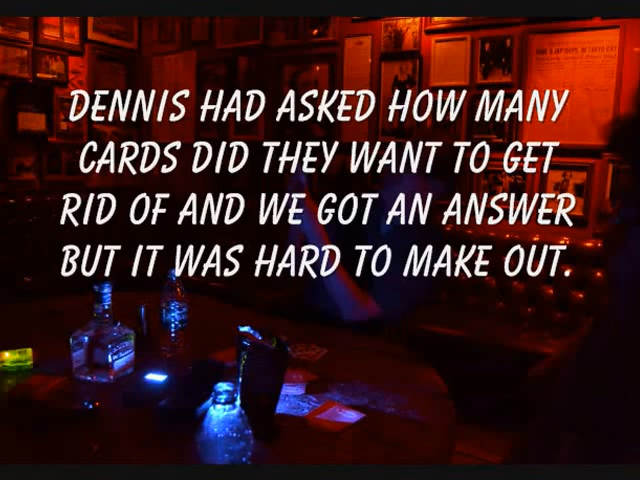 DENNIS HAD ASKED HOW MANY
CARDS DID THEY WANT TO GET
RID OF AND WE GOT AN ANSWER
BUT IT WAS HARD TO MAKE OUT.